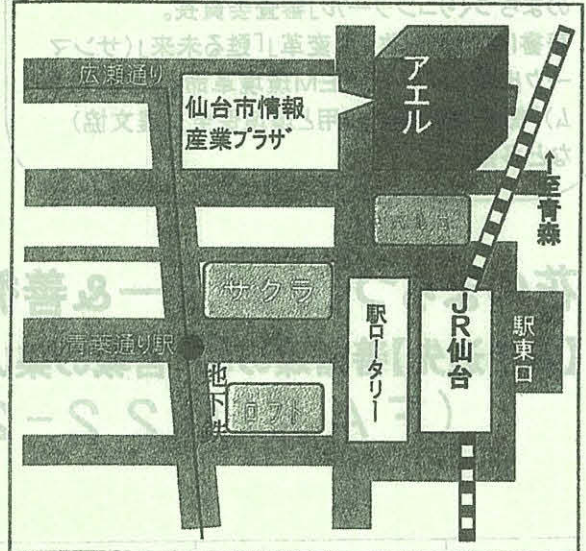 広瀬通り
アエル
仙台市情報
産業プラザ
↑至青森
サクラ
青葉通り駅
地下鉄
ロフト
駅ロータリー
JR仙台
駅東口